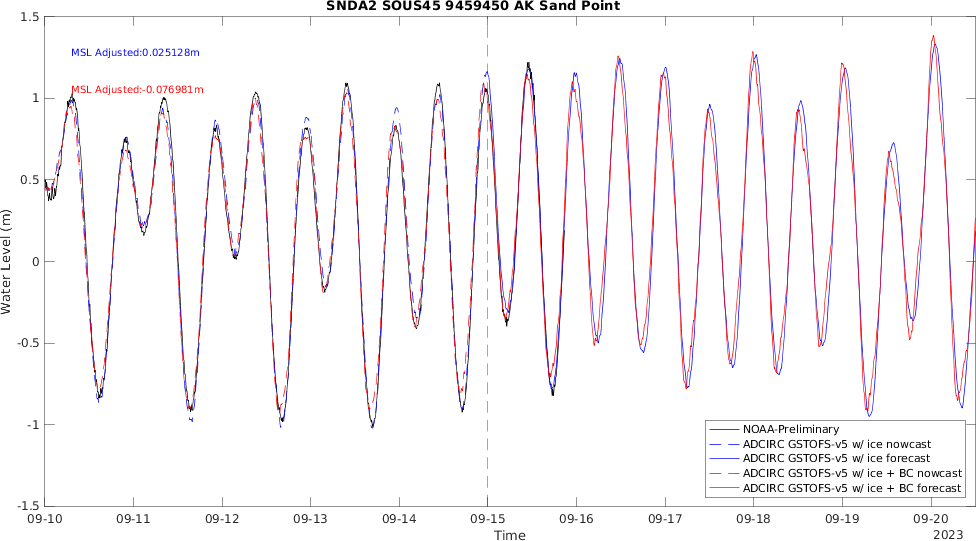 SNDA2 SOUS45 9459450 AK Sand Point
1.5
MSL Adjusted:0.025128m
MSL Adjusted:-0.076981m
1
0.5
0
-0.5
-1
-1.5
Water Level (m)
NOAA-Preliminary
ADCIRC GSTOFS-v5 w/ ice nowcast
ADCIRC GSTOFS-v5 w/ ice forecast
ADCIRC GSTOFS-v5 w/ ice + BC nowcast
ADCIRC GSTOFS-v5 w/ ice + BC forecast
09-10 09-11 09-12 09-13 09-14 09-15 09-16 09-17 09-18 09-19 09-20
Time
2023